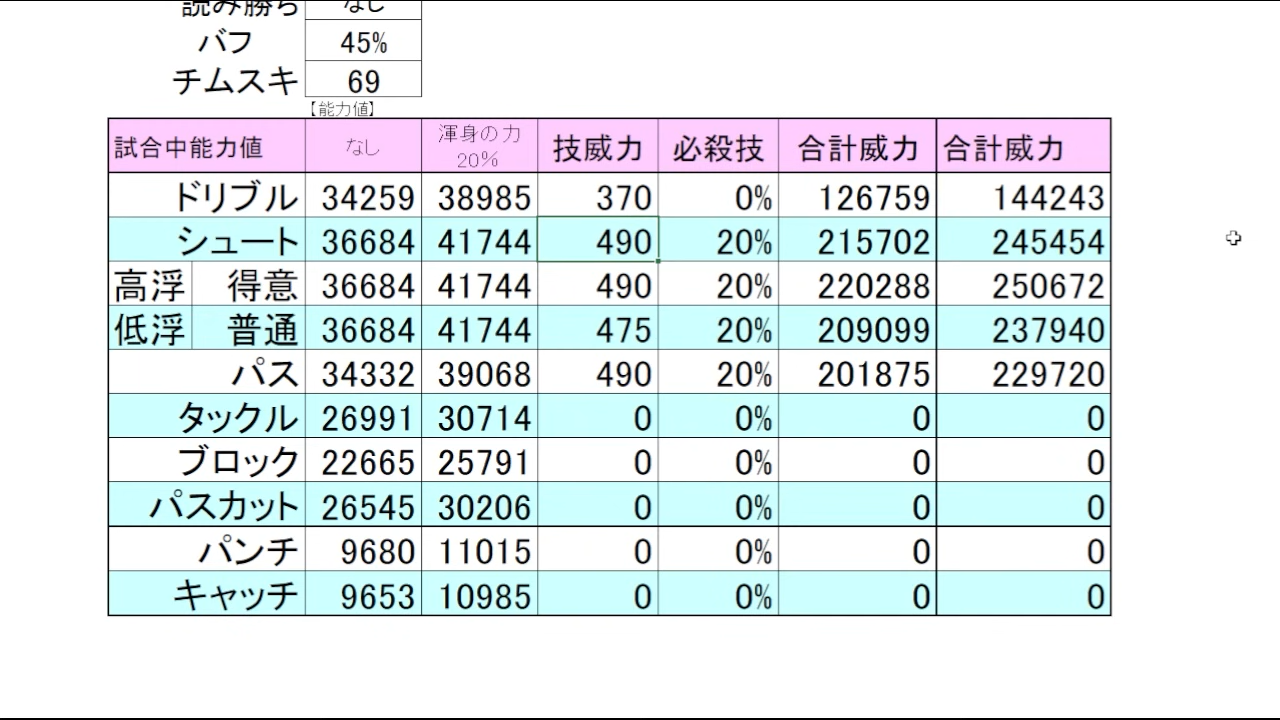 読み勝ち なし
バフ 45%
チムスキ 69
【能力値】
試合中能力値 なし 渾身の力 20% 技威力 必殺技 合計威力 合計威力
ドリブル 34259 38985 370 0% 126759 144243
シュート 36684 41744 490 20% 215702 245454
高浮 得意 36684 41744 490 20% 220288 250672
低浮 普通 36684 41744 475 20% 209099 237940
パス 34332 39068 490 20% 201875 229720
タックル 26991 30714 0 0% 0 0
ブロック 22665 25791 0 0% 0 0
パスカット 26545 30206 0 0% 0 0
パンチ 9680 11015 0 0% 0 0
キャッチ 9653 10985 0 0% 0 0